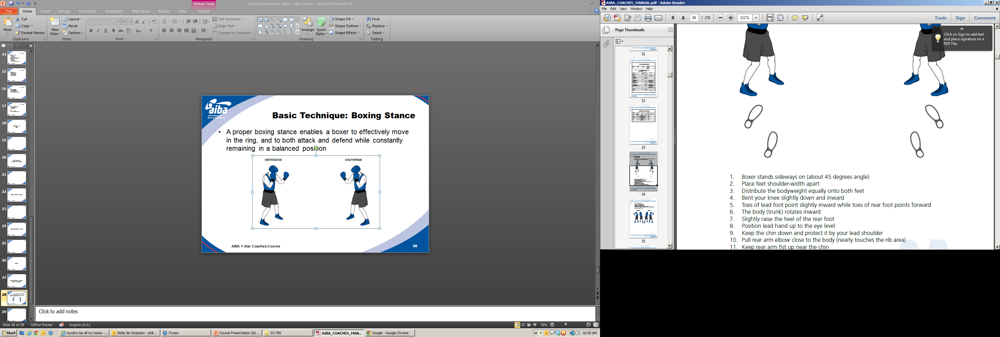 Picture Tools
Course Presentation (AIBA 1-Star Course) - Microsoft PowerPoint
File Home Insert Design Transitions Animations Slide Show Review View Format
Paste
Cut
Copy
Format Painter
Clipboard
New
Slide
Layout
Reset
Section
Slides
24
B I U S abc AV Aa A
Font
Text Direction
Align Text
Convert to SmartArt
Paragraph
Arrange
Quick
Styles
Shape Fill
Shape Outline
Shape Effects
Drawing
Find
Replace
Select
Editing
14
15
16
17
18
19
20
21
22
23
24
25
26
27
28
29
aiba
International
Boxing Association
Basic Technique: Boxing Stance
• A proper boxing stance enables a boxer to effectively move
in the ring, and to both attack and defend while constantly
remaining in a balanced position
ORTHODOX SOUTHPAW
AIBA 1-Star Coaches Course 28
Click to add notes
Slide 28 of 29 "Office Theme" English (U.S.) 70%
Start murphy lee all my hataz -... Boîte de réception - phili... iTunes Course Presentation (AI... 02.TBS AIBA_COACHES_MAN... Google - Google Chrome 10:50 AM
AIBA_COACHES_MANUAL.pdf - Adobe Reader
File Edit View Window Help
34 / 276 111% Tools Sign Comment
Page Thumbnails
31
32
33
34
35
Click on Sign to add text
and place signature on a
PDF File.
1. Boxer stands sideways on (about 45 degrees angle)
2. Place feet shoulder-width apart
3. Distribute the bodyweight equally onto both feet
4. Bent your knee slightly down and inward
5. Toes of lead foot point slightly inward while toes of rear foot points forward
6. The body (trunk) rotates inward
7. Slightly raise the heel of the rear foot
8. Position lead hand up to the eye level
9. Keep the chin down and protect it by your lead shoulder
10. Pull rear arm elbow close to the body (nearly touches the rib area)
11. Keep rear arm fist up near the chin